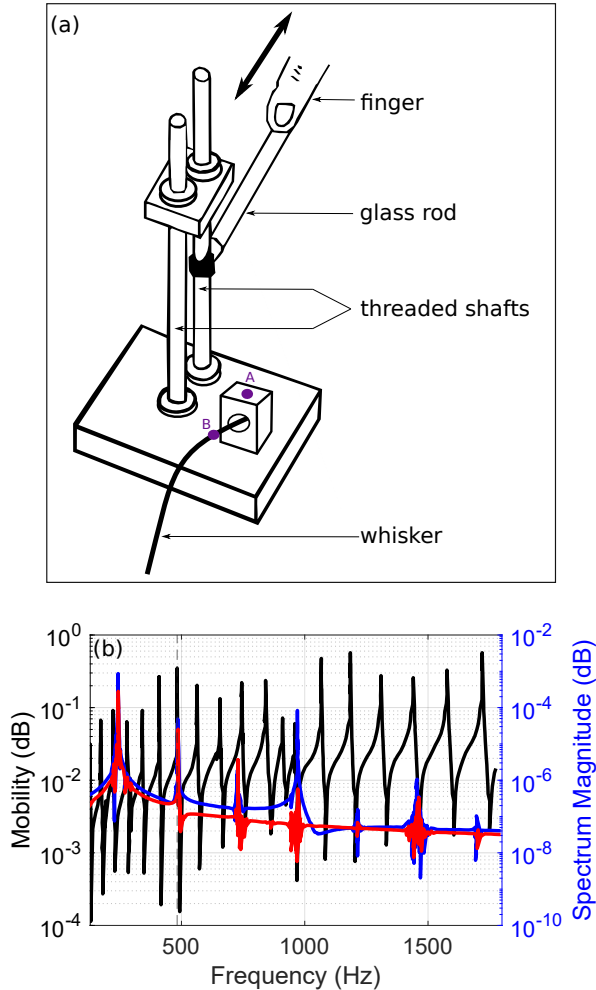 (a)
finger
glass rod
threaded shafts
A
B
whisker
(b)
10^0
10^-1
10^-2
10^-3
10^-4
Mobility (dB)
10^-2
10^-4
10^-6
10^-8
10^-10
Spectrum Magnitude (dB)
500 1000 1500
Frequency (Hz)